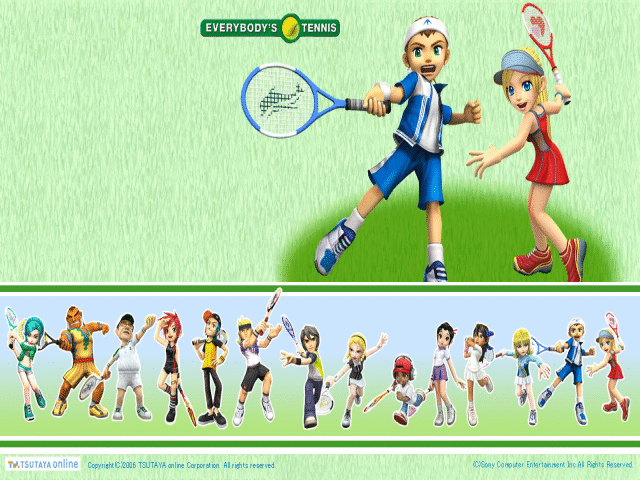 EVERYBODY'S TENNIS
TSUTAYA online
Copyright(C)2006 TSUTAYA online Corporation. All rights reserved.
(C)Sony Computer Entertainment Inc.All Rights Reserved.